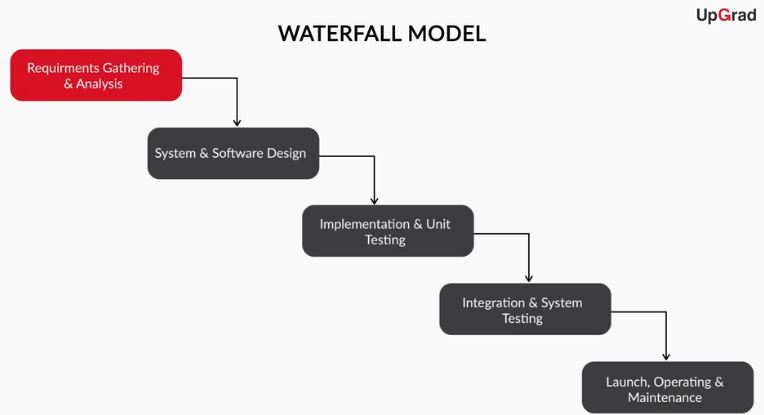 UpGrad
WATERFALL MODEL
Requirments Gathering
& Analysis
System & Software Design
Implementation & Unit
Testing
Integration & System
Testing
Launch, Operating &
Maintenance